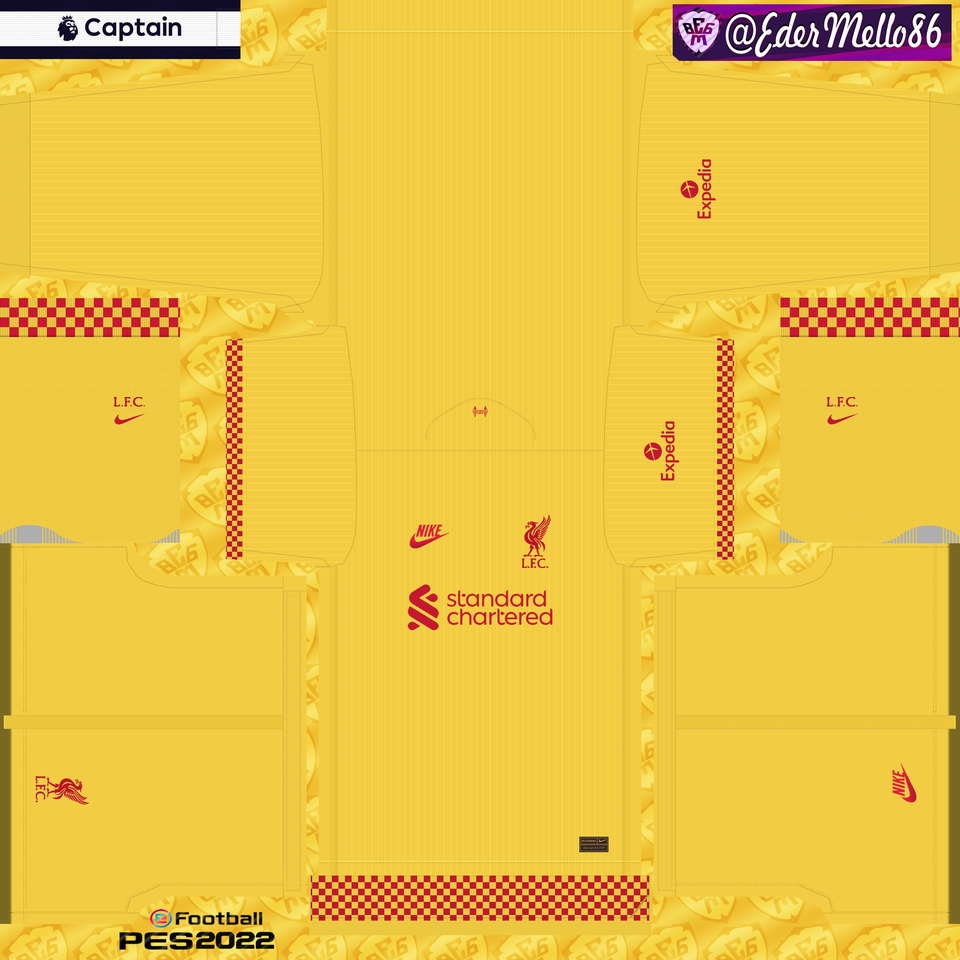 Captain
@EderMello86
Expedia
L.F.C.
L.F.C.
Expedia
NIKE
L.F.C.
standard
chartered
L.F.C.
NIKE
eFootball
PES2022